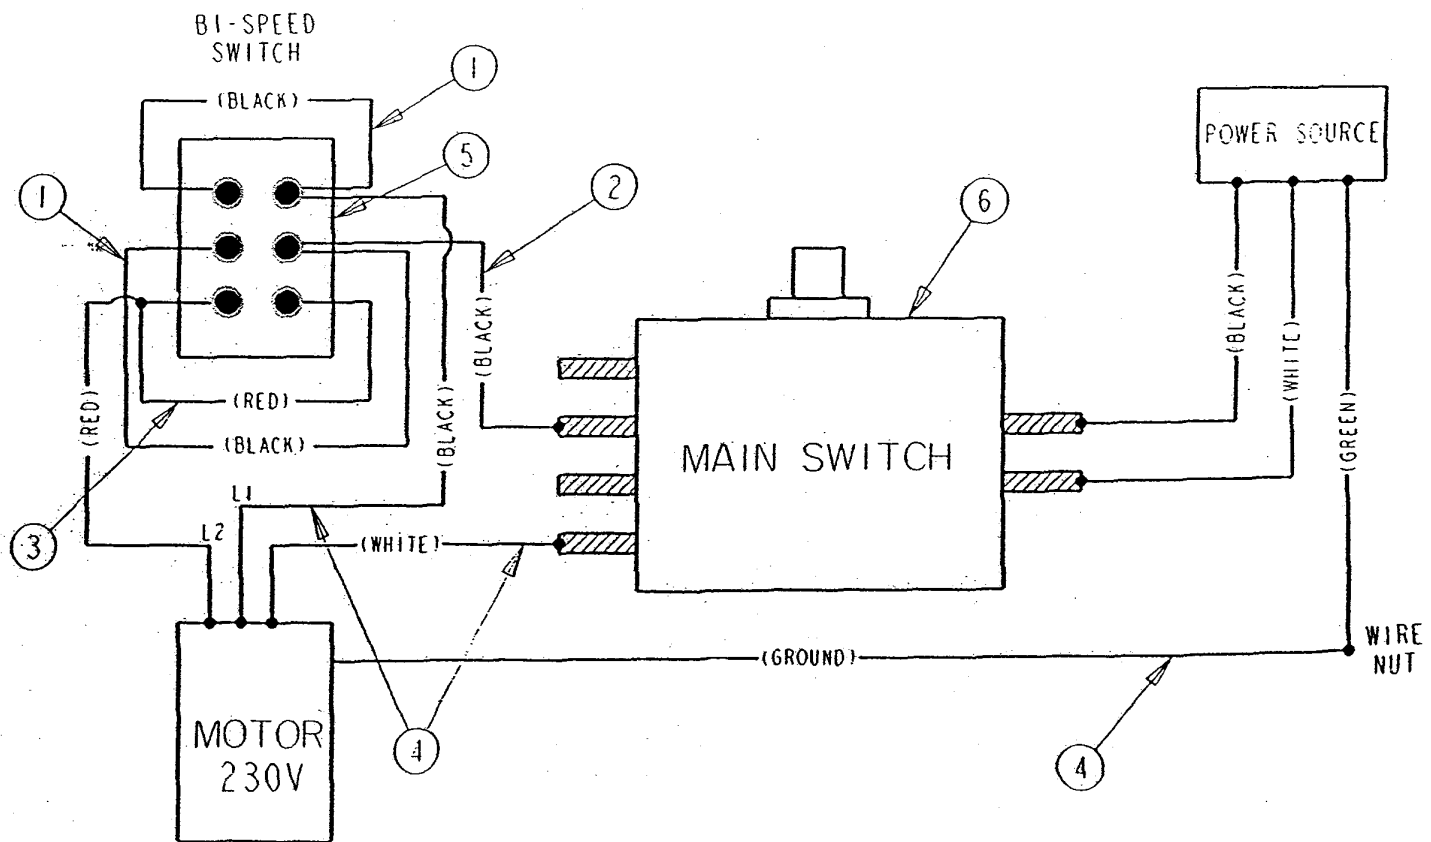 BI-SPEED
SWITCH
1
(BLACK)
POWER SOURCE
5
1
2
6
(BLACK)
(BLACK)
(WHITE)
(RED)
(RED)
(BLACK)
(BLACK)
(GREEN)
MAIN SWITCH
L1
L2
3
(WHITE)
WIRE
NUT
(GROUND)
MOTOR
230V
4
4